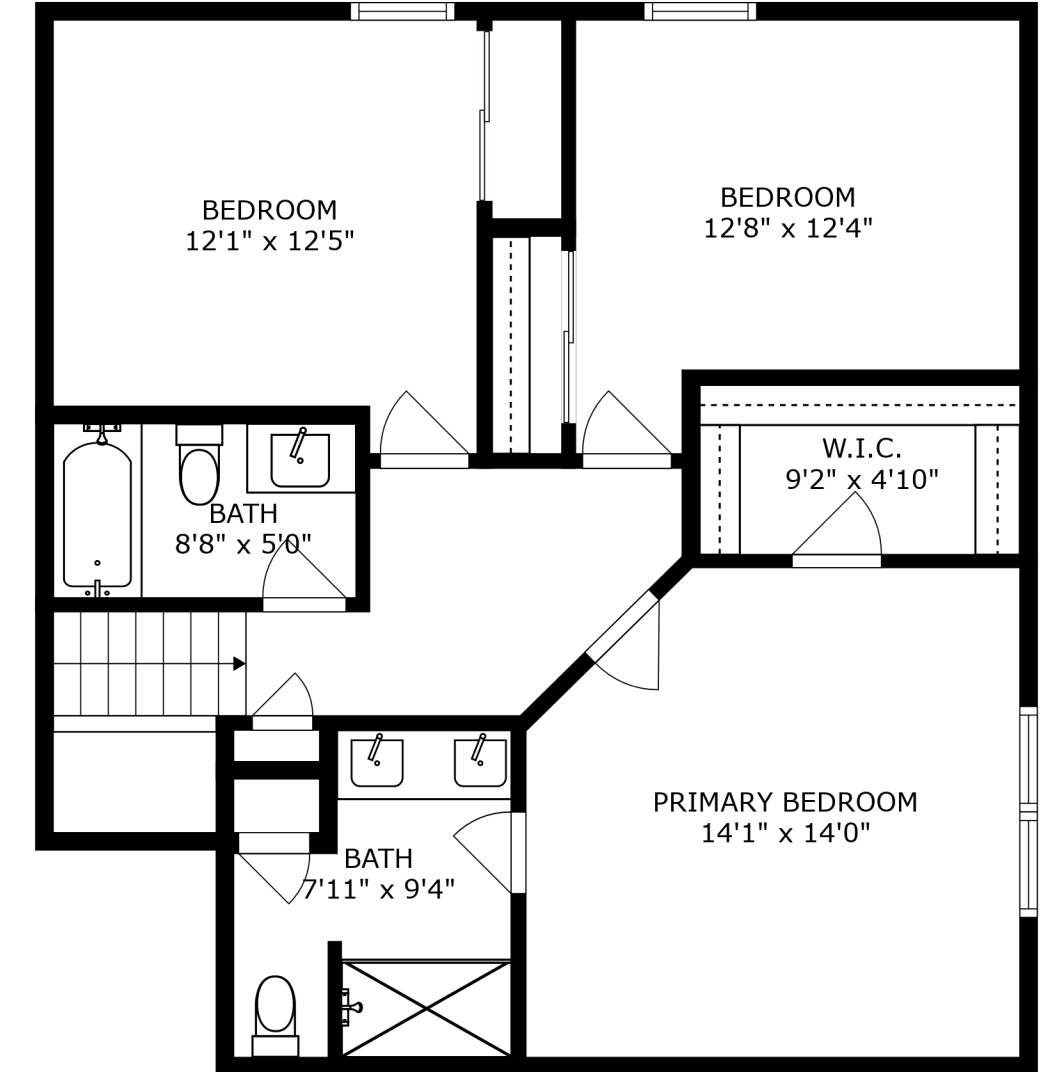 BEDROOM
12'1" x 12'5"
BEDROOM
12'8" x 12'4"
W.I.C.
9'2" x 4'10"
BATH
8'8" x 5'0"
PRIMARY BEDROOM
14'1" x 14'0"
BATH
7'11" x 9'4"